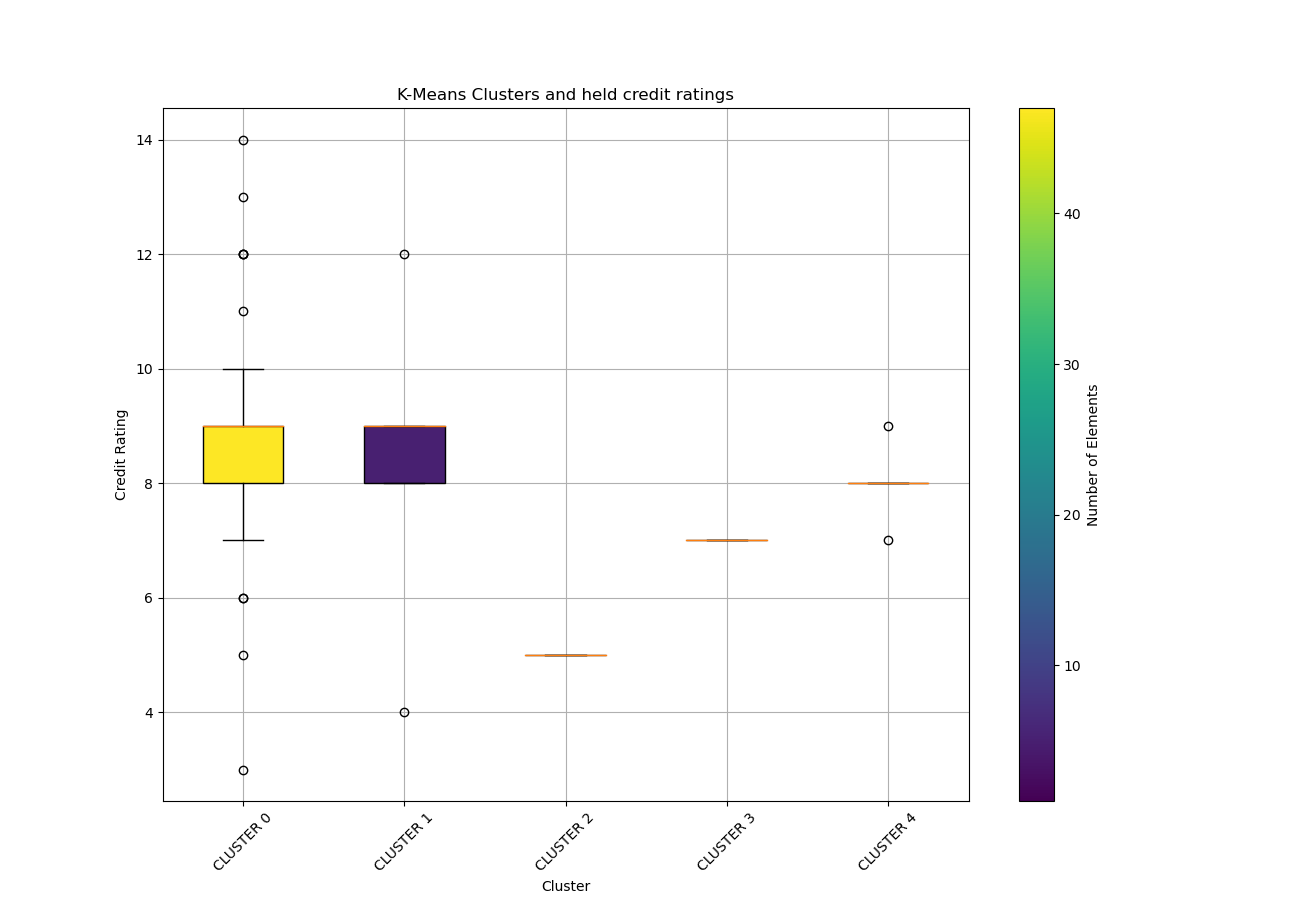 K-Means Clusters and held credit ratings
14
12
10
8
6
4
Credit Rating
CLUSTER 0
CLUSTER 1
CLUSTER 2
CLUSTER 3
CLUSTER 4
Cluster
40
30
20
10
Number of Elements